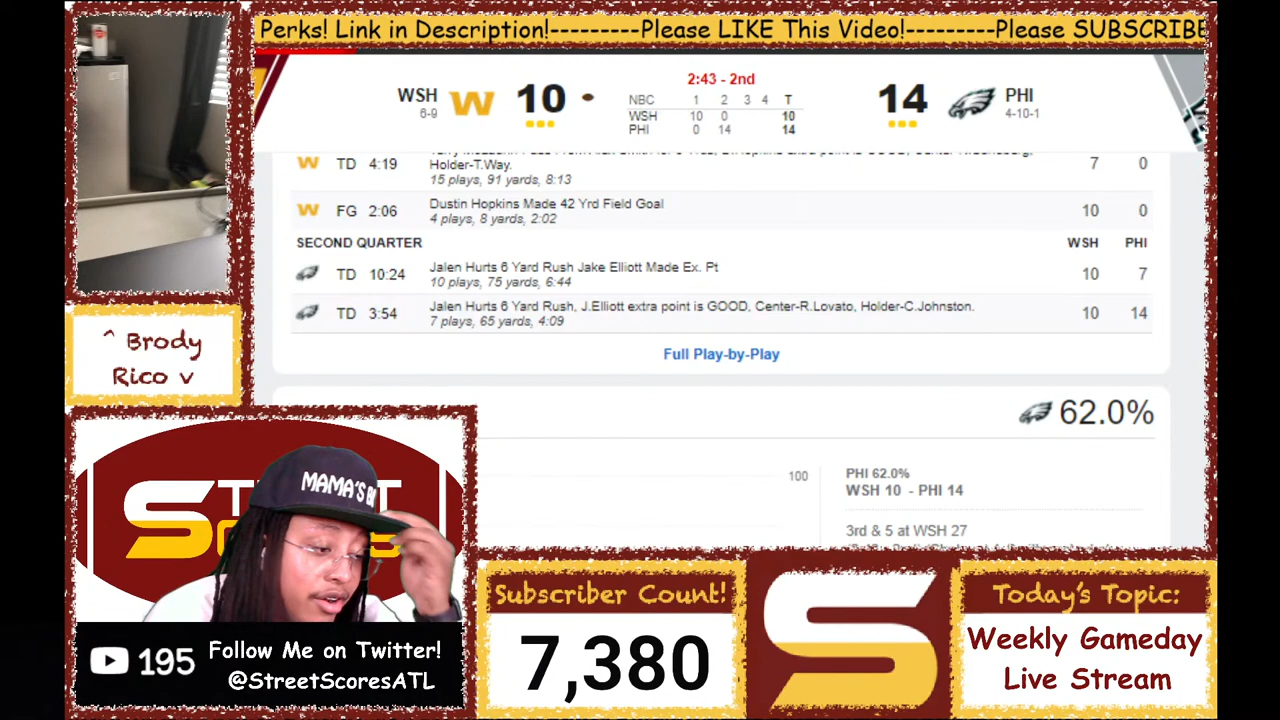 Perks! Link in Description!---------Please LIKE This Video!---------Please SUBSCRIBE
WSH W 10
6-9
2:43 - 2nd
NBC 1 2 3 4 T
WSH 10 0 10
PHI 0 14 14
14 PHI
4-10-1
W TD 4:19 Holder-T.Way. 7 0
15 plays, 91 yards, 8:13
W FG 2:06 Dustin Hopkins Made 42 Yrd Field Goal 10 0
4 plays, 8 yards, 2:02
SECOND QUARTER WSH PHI
TD 10:24 Jalen Hurts 6 Yard Rush Jake Elliott Made Ex. Pt 10 7
10 plays, 75 yards, 6:44
TD 3:54 Jalen Hurts 6 Yard Rush, J.Elliott extra point is GOOD, Center-R.Lovato, Holder-C.Johnston. 10 14
7 plays, 65 yards, 4:09
Full Play-by-Play
62.0%
100
PHI 62.0%
WSH 10 - PHI 14
3rd & 5 at WSH 27
^ Brody
Rico v
MAMA'S
195
Follow Me on Twitter!
@StreetScoresATL
Subscriber Count!
7,380
S
Today's Topic:
Weekly Gameday
Live Stream